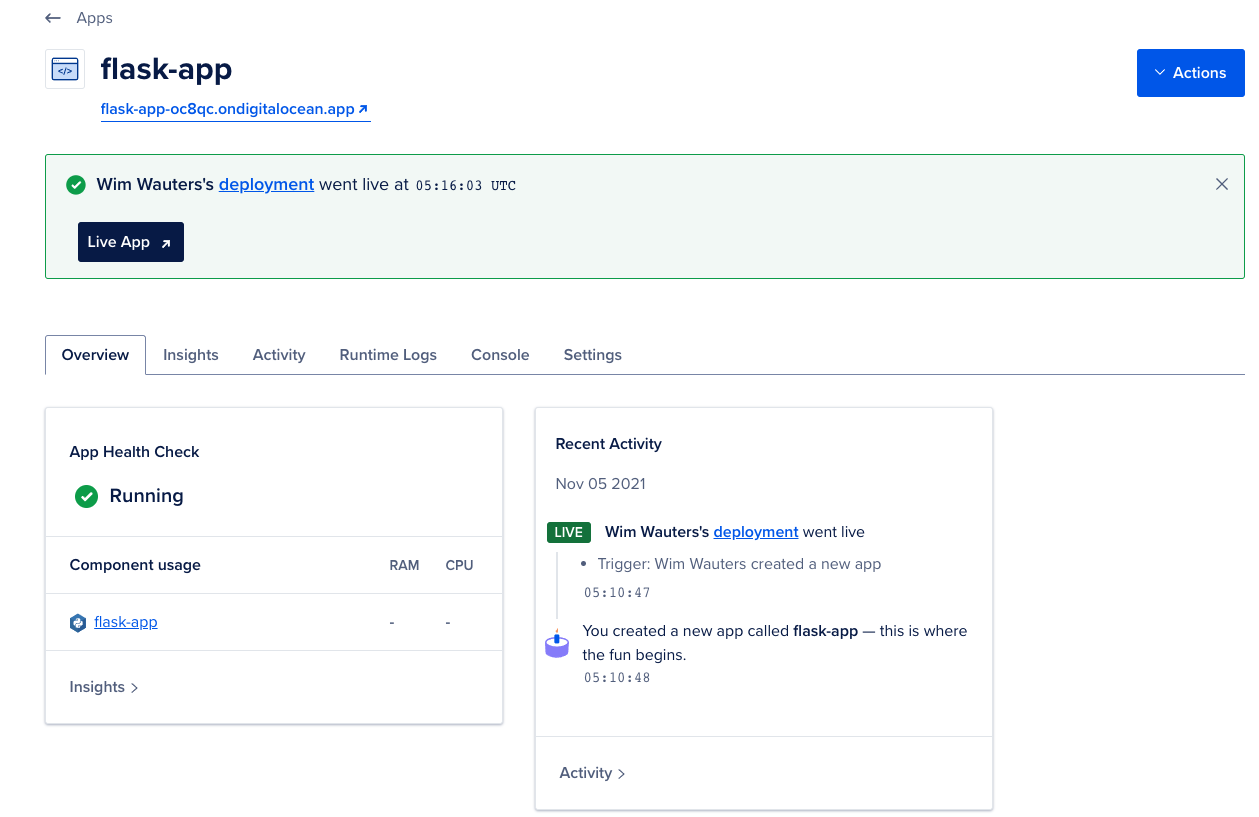 Apps
</>
flask-app
flask-app-oc8qc.ondigitalocean.app
Actions
Wim Wauters's deployment went live at 05:16:03 UTC
Live App
Overview Insights Activity Runtime Logs Console Settings
App Health Check
Running
Component usage RAM CPU
flask-app - -
Insights
Recent Activity
Nov 05 2021
LIVE Wim Wauters's deployment went live
• Trigger: Wim Wauters created a new app
05:10:47
You created a new app called flask-app — this is where
the fun begins.
05:10:48
Activity